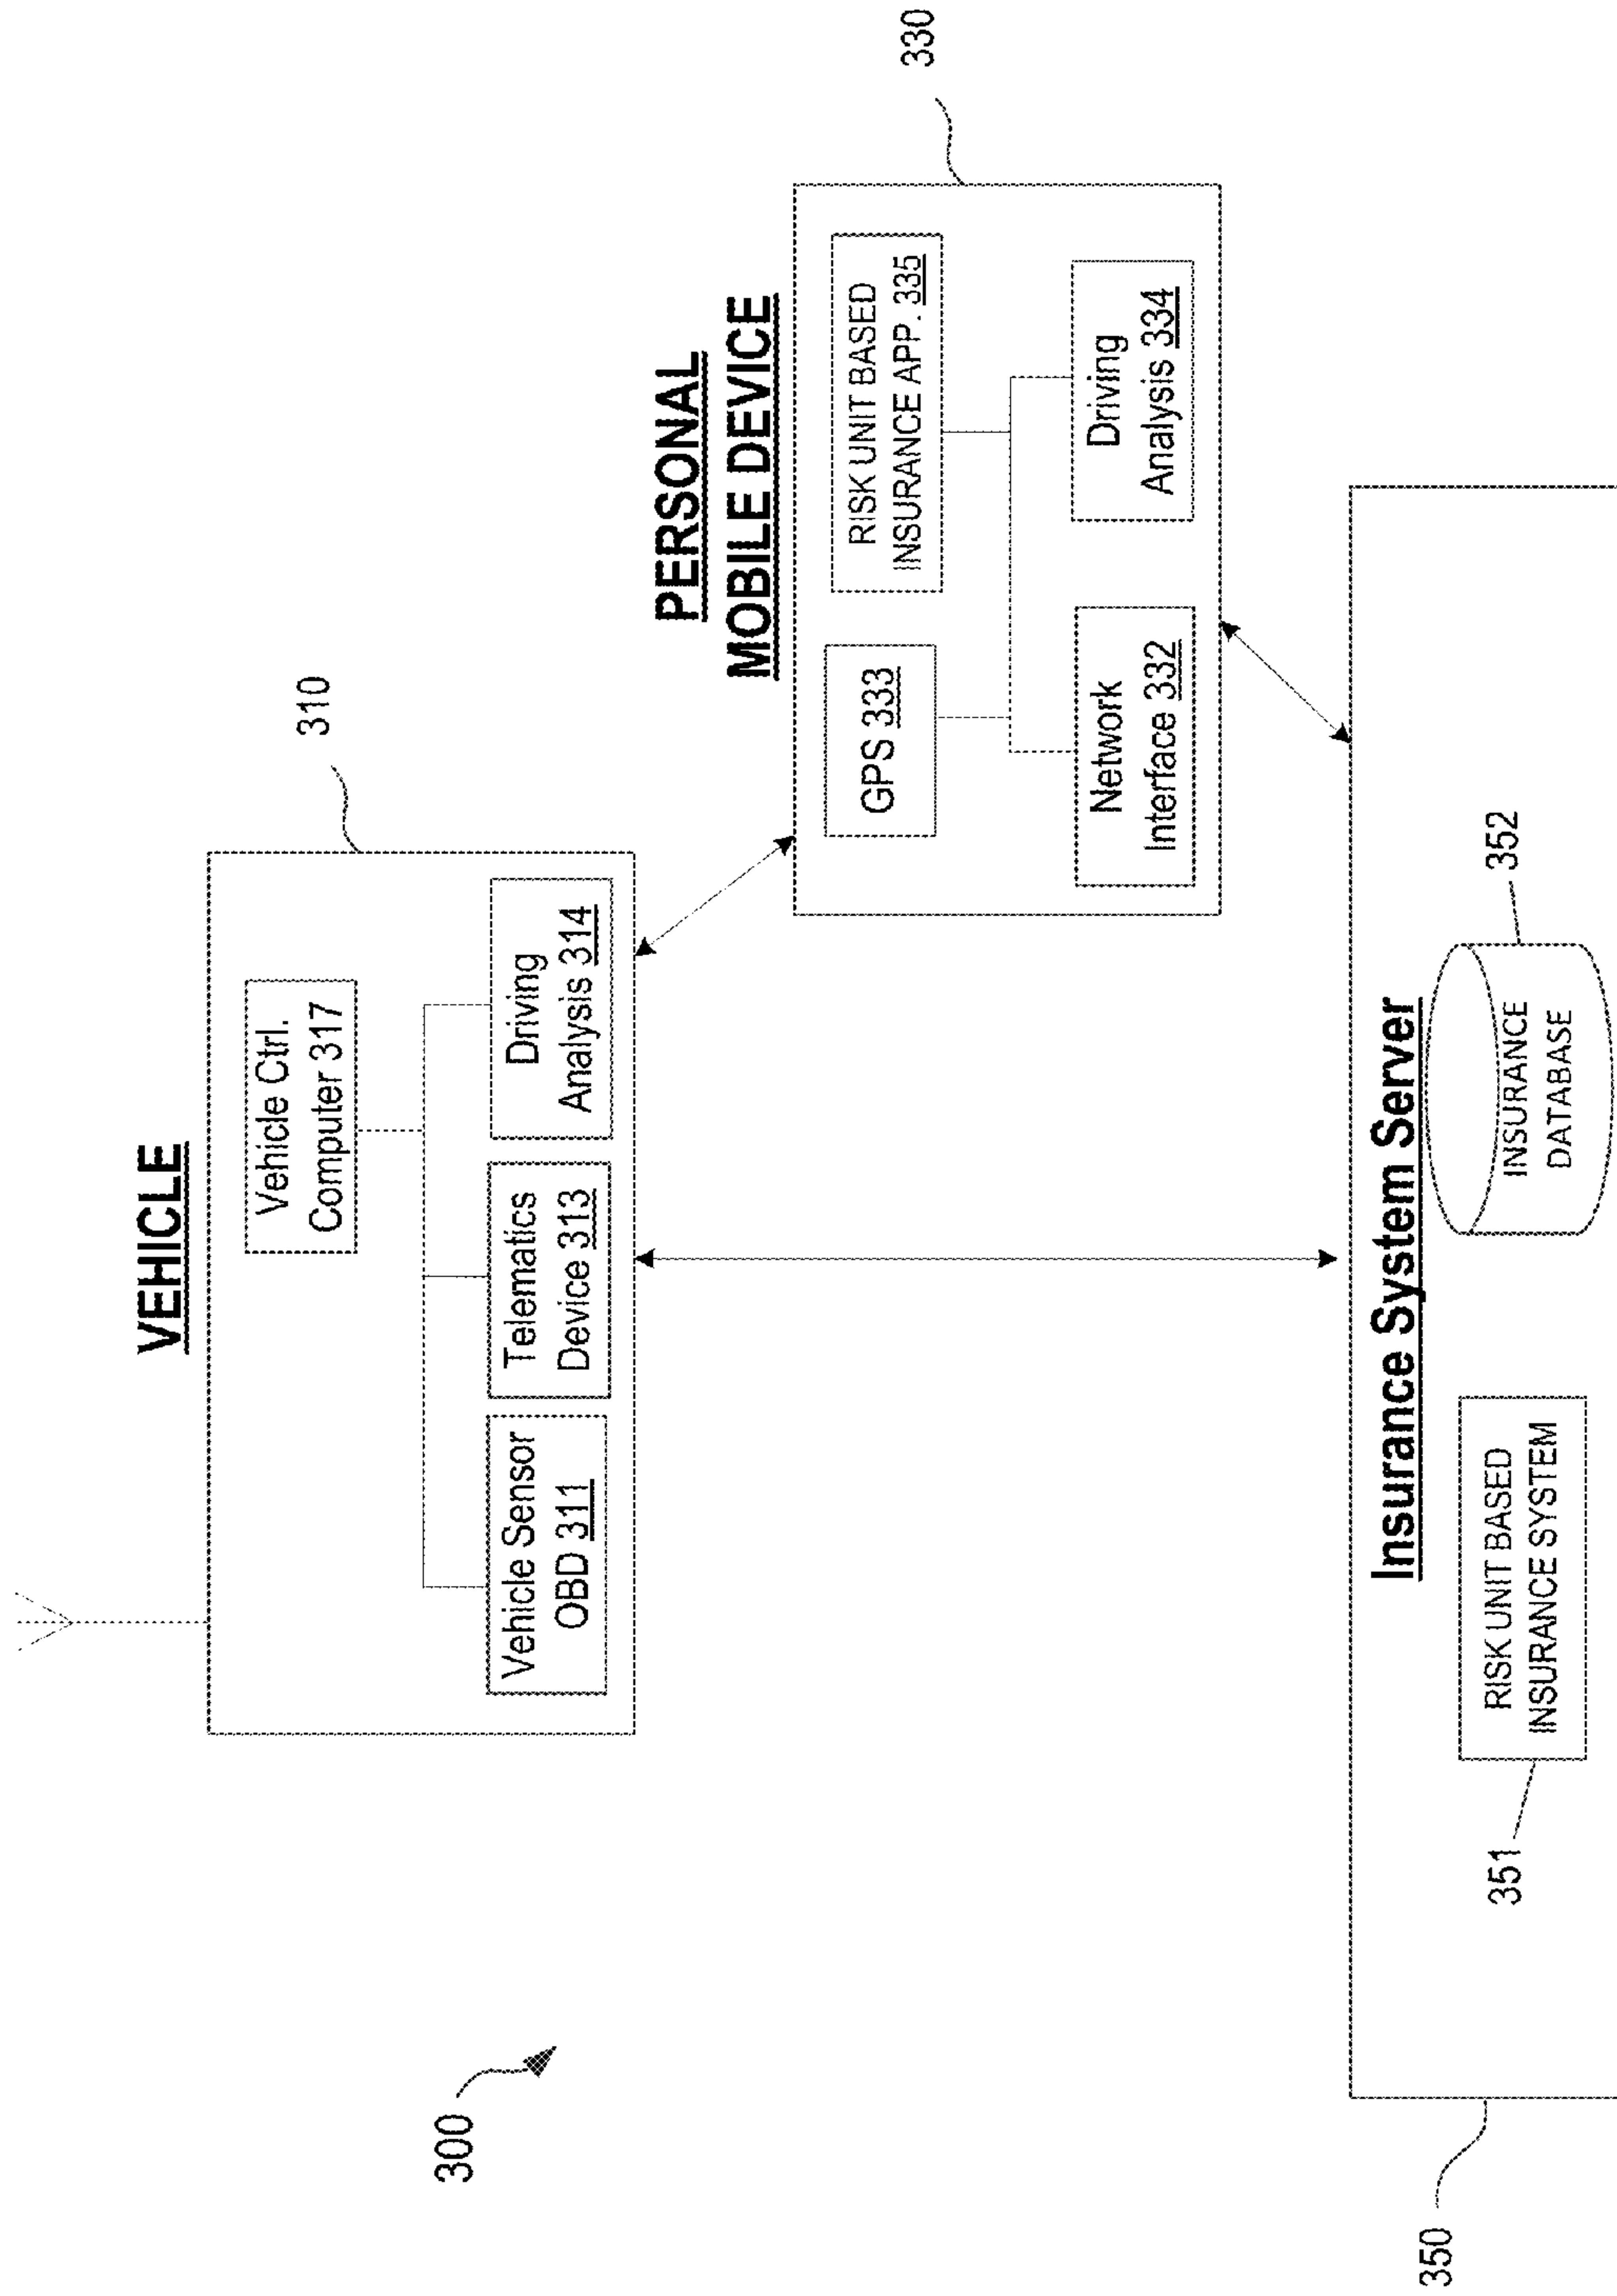 300
VEHICLE
310
Vehicle Ctrl.
Computer 317
Vehicle Sensor
OBD 311
Telematics
Device 313
Driving
Analysis 314
PERSONAL
MOBILE DEVICE
330
GPS 333
RISK UNIT BASED
INSURANCE APP. 335
Network
Interface 332
Driving
Analysis 334
350
Insurance System Server
351
RISK UNIT BASED
INSURANCE SYSTEM
352
INSURANCE
DATABASE